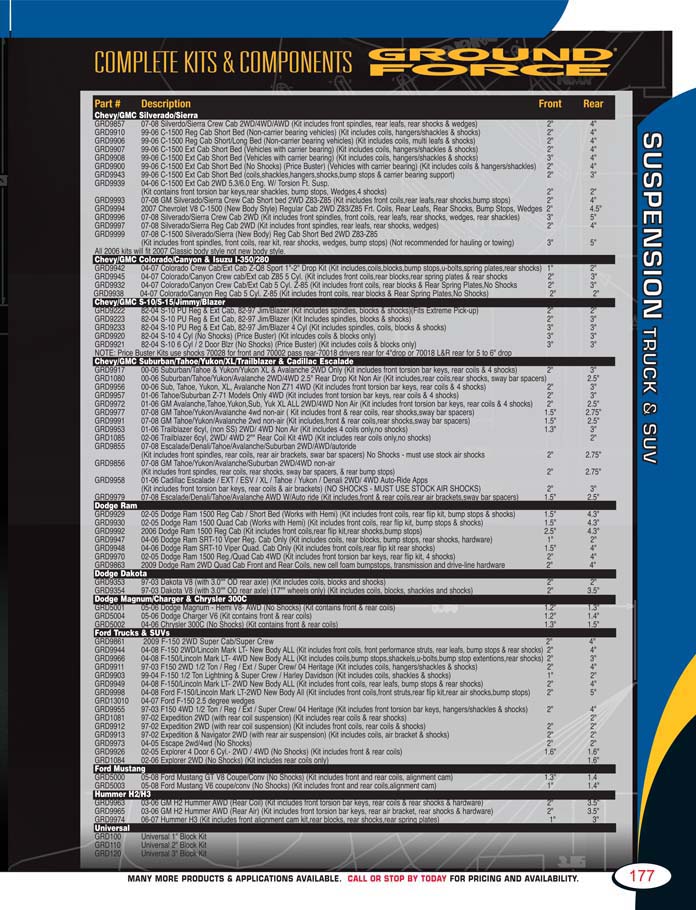 COMPLETE KITS & COMPONENTS GROUND FORCE
Part # Description Front Rear
Chevy/GMC Silverado/Sierra
GRD9857 07-08 Silverdo/Sierra Crew Cab 2WD/4WD/AWD (Kit includes front spindles, rear leafs, rear shocks & wedges) 2" 4"
GRD9910 99-06 C-1500 Reg Cab Short Bed (Non-carrier bearing vehicles) (Kit includes coils, hangers/shackles & shocks) 2" 4"
GRD9906 99-06 C-1500 Reg Cab Short/Long Bed (Non-carrier bearing vehicles) (Kit includes coils, multi leafs & shocks) 2" 4"
GRD9907 99-06 C-1500 Ext Cab Short Bed (Vehicles with carrier bearing) (Kit includes coils, hangers/shackles & shocks) 2" 4"
GRD9908 99-06 C-1500 Ext Cab Short Bed (Vehicles with carrier bearing) (Kit includes coils, hangers/shackles & shocks) 3" 4"
GRD9900 99-06 C-1500 Ext Cab Short Bed (No Shocks) (Price Buster) (Vehicles with carrier bearing) (Kit includes coils & hangers/shackles) 2" 4"
GRD9943 99-06 C-1500 Ext Cab Short Bed (coils,shackles,hangers,shocks,bump stops & carrier bearing support) 2" 3"
GRD9939 04-06 C-1500 Ext Cab 2WD 5.3/6.0 Eng. W/ Torsion Ft. Susp.
(Kit contains front torsion bar keys,rear shackles, bump stops, Wedges,4 shocks) 2" 2"
GRD9993 07-08 GM Silverado/Sierra Crew Cab Short bed 2WD Z83-Z85 (Kit includes front coils,rear leafs,rear shocks,bump stops) 2" 4"
GRD9994 2007 Chevrolet V8 C-1500 (New Body Style) Regular Cab 2WD Z83/Z85 Frt. Coils, Rear Leafs, Rear Shocks, Bump Stops, Wedges 2" 4.5"
GRD9996 07-08 Silverado/Sierra Crew Cab 2WD (Kit includes front spindles, front coils, rear leafs, rear shocks, wedges, rear shackles) 3" 5"
GRD9997 07-08 Silverado/Sierra Reg Cab 2WD (Kit includes front spindles, rear leafs, rear shocks, wedges) 2" 4"
GRD9999 07-08 C-1500 Silverado/Sierra (New Body) Reg Cab Short Bed 2WD Z83-Z85
(Kit includes front spindles, front coils, rear kit, rear shocks, wedges, bump stops) (Not recommended for hauling or towing) 3" 5"
All 2006 kits will fit 2007 Classic body style not new body style.
Chevy/GMC Colorado/Canyon & Isuzu I-350/280
GRD9942 04-07 Colorado Crew Cab/Ext Cab Z-Q8 Sport 1"-2" Drop Kit (Kit includes,coils,blocks,bump stops,u-bolts,spring plates,rear shocks) 1" 2"
GRD9945 04-07 Colorado/Canyon Crew cab/Ext cab Z85 5 Cyl. (Kit includes front coils,rear blocks,rear spring plates & rear shocks 2" 3"
GRD9932 04-07 Colorado/Canyon Crew Cab/Ext Cab 5 Cyl. Z-85 (Kit includes front coils, rear blocks & Rear Spring Plates,No Shocks 2" 3"
GRD9938 04-07 Colorado/Canyon Reg Cab 5 Cyl. Z-85 (Kit includes front coils, rear blocks & Rear Spring Plates,No Shocks) 2" 2"
Chevy/GMC S-10/S-15/Jimmy/Blazer
GRD9222 82-04 S-10 PU Reg & Ext Cab, 82-97 Jim/Blazer (Kit includes spindles, blocks & shocks)(Fits Extreme Pick-up) 2" 2"
GRD9223 82-04 S-10 PU Reg & Ext Cab, 82-97 Jim/Blazer (Kit Includes spindles, blocks & shocks) 2" 3"
GRD9233 82-04 S-10 PU Reg & Ext Cab, 82-97 Jim/Blazer 4 Cyl (Kit includes spindles, coils, blocks & shocks) 3" 3"
GRD9920 82-04 S-10 4 Cyl (No Shocks) (Price Buster) (Kit inlcudes coils & blocks only) 3" 3"
GRD9921 82-04 S-10 6 Cyl / 2 Door Blzr (No Shocks) (Price Buster) (Kit includes coils & blocks only) 3" 3"
NOTE: Price Buster Kits use shocks 70028 for front and 70002 pass rear-70018 drivers rear for 4"drop or 70018 L&R rear for 5 to 6" drop
Chevy/GMC Suburban/Tahoe/Yukon/XL/Trailblazer & Cadillac Escalade
GRD9917 00-06 Suburban/Tahoe & Yukon/Yukon XL & Avalanche 2WD Only (Kit includes front torsion bar keys, rear coils & 4 shocks) 2" 3"
GRD1080 00-06 Suburban/Tahoe/Yukon/Avalanche 2WD/4WD 2.5" Rear Drop Kit Non Air (Kit includes,rear coils,rear shocks, sway bar spacers) 2.5"
GRD9956 00-06 Sub, Tahoe, Yukon, XL, Avalanche Non Z71 4WD (Kit includes front torsion bar keys, rear coils & 4 shocks) 2" 3"
GRD9957 01-06 Tahoe/Suburban Z-71 Models Only 4WD (Kit includes front torsion bar keys, rear coils & 4 shocks) 2" 3"
GRD9972 01-06 GM Avalanche,Tahoe,Yukon,Sub, Yuk XL ALL 2WD/4WD Non Air (Kit includes front torsion bar keys, rear coils & 4 shocks) 2" 2.5"
GRD9977 07-08 GM Tahoe/Yukon/Avalanche 4wd non-air ( Kit includes front & rear coils, rear shocks,sway bar spacers) 1.5" 2.75"
GRD9991 07-08 GM Tahoe/Yukon/Avalanche 2wd non-air (Kit includes,front & rears coils,rear shocks,sway bar spacers) 1.5" 2.5"
GRD9953 01-06 Trailblazer 6cyl, (non SS) 2WD/ 4WD Non Air (Kit includes 4 coils only,no shocks) 1.3" 3"
GRD1085 02-06 Trailblazer 6cyl, 2WD/ 4WD 2"" Rear Coil Kit 4WD (Kit includes rear coils only,no shocks) 2"
GRD9855 07-08 Escalade/Denali/Tahoe/Avalanche/Suburban 2WD/AWD/autoride
(Kit includes front spindles, rear coils, rear air brackets, swar bar spacers) No Shocks - must use stock air shocks 2" 2.75"
GRD9856 07-08 GM Tahoe/Yukon/Avalanche/Suburban 2WD/4WD non-air
(Kit includes front spindles, rear coils, rear shocks, sway bar spacers, & rear bump stops) 2" 2.75"
GRD9958 01-06 Cadillac Escalade / EXT / ESV / XL / Tahoe / Yukon / Denali 2WD/ 4WD Auto-Ride Apps
(Kit includes front torsion bar keys, rear coils & air brackets) (NO SHOCKS - MUST USE STOCK AIR SHOCKS) 2" 3"
GRD9979 07-08 Escalade/Denali/Tahoe/Avalanche AWD W/Auto ride (Kit includes,front & rear coils,rear air brackets,sway bar spacers) 1.5" 2.5"
Dodge Ram
GRD9929 02-05 Dodge Ram 1500 Reg Cab / Short Bed (Works with Hemi) (Kit includes front coils, rear flip kit, bump stops & shocks) 1.5" 4.3"
GRD9930 02-05 Dodge Ram 1500 Quad Cab (Works with Hemi) (Kit includes front coils, rear flip kit, bump stops & shocks) 1.5" 4.3"
GRD9992 2006 Dodge Ram 1500 Reg Cab (Kit includes front coils,rear flip kit,rear shocks,bump stops) 2.5" 4.3"
GRD9947 04-06 Dodge Ram SRT-10 Viper Reg. Cab Only (Kit includes coils, rear blocks, bump stops, rear shocks, hardware) 1" 2"
GRD9948 04-06 Dodge Ram SRT-10 Viper Quad. Cab Only (Kit includes front coils,rear flip kit rear shocks) 1.5" 4"
GRD9970 02-05 Dodge Ram 1500 Reg./Quad Cab 4WD (Kit includes front torsion bar keys, rear flip kit, 4 shocks) 2" 4"
GRD9863 2009 Dodge Ram 2WD Quad Cab Front and Rear Coils, new cell foam bumpstops, transmission and drive-line hardware 2" 4"
Dodge Dakota
GRD9353 97-03 Dakota V8 (with 3.0"" OD rear axle) (Kit includes coils, blocks and shocks) 2" 2"
GRD9354 97-03 Dakota V8 (with 3.0"" OD rear axle) (17"" wheels only) (Kit includes coils, blocks, shackles and shocks) 2" 3.5"
Dodge Magnum/Charger & Chrysler 300C
GRD5001 05-06 Dodge Magnum - Hemi V8- AWD (No Shocks) (Kit contains front & rear coils) 1.2" 1.3"
GRD5004 05-06 Dodge Charger V6 (Kit contains front & rear coils) 1.2" 1.4"
GRD5002 04-06 Chrysler 300C (No Shocks) (Kit contains front & rear coils) 1.3" 1.5"
Ford Trucks & SUVs
GRD9861 2009 F-150 2WD Super Cab/Super Crew 2" 4"
GRD9944 04-08 F-150 2WD/Lincoln Mark LT- New Body ALL (Kit includes front coils, front performance struts, rear leafs, bump stops & rear shocks) 2" 4"
GRD9966 04-08 F-150/Lincoln Mark LT- 4WD New Body ALL (Kit includes coils,bump stops,shackels,u-bolts,bump stop extentions,rear shocks) 2" 3"
GRD9911 97-03 F150 2WD 1/2 Ton / Reg / Ext / Super Crew/ 04 Heritage (Kit includes coils, hangers/shackles & shocks) 2" 4"
GRD9903 99-04 F-150 1/2 Ton Lightning & Super Crew / Harley Davidson (Kit includes coils, shackles & shocks) 1" 2"
GRD9949 04-08 F-150/Lincoln Mark LT- 2WD New Body ALL (Kit includes front coils, rear leafs, bump stops & rear shocks) 2" 4"
GRD9998 04-08 Ford F-150/Lincoln Mark LT-2WD New Body All (Kit includes front coils,front struts,rear flip kit,rear air shocks,bump stops) 2" 5"
GRD13010 04-07 Ford F-150 2.5 degree wedges
GRD9955 97-03 F150 4WD 1/2 Ton / Reg / Ext / Super Crew/ 04 Heritage (Kit includes front torsion bar keys, hangers/shackles & shocks) 2" 4"
GRD1081 97-02 Expedition 2WD (with rear coil suspension) (Kit includes rear coils & rear shocks) 2"
GRD9912 97-02 Expedition 2WD (with rear coil suspension) (Kit includes front coils, rear coils & shocks) 2" 2"
GRD9913 97-02 Expedition & Navigator 2WD (with rear air suspension) (Kit includes coils, air bracket & shocks) 2" 2"
GRD9973 04-05 Escape 2wd/4wd (No Shocks) 2" 2"
GRD9926 02-05 Explorer 4 Door 6 Cyl.- 2WD / 4WD (No Shocks) (Kit includes front & rear coils) 1.6" 1.6"
GRD1084 02-06 Explorer 2WD (No Shocks) (Kit includes rear coils only) 1.6"
Ford Mustang
GRD5000 05-08 Ford Mustang GT V8 Coupe/Conv (No Shocks) (Kit includes front and rear coils, alignment cam) 1.3" 1.4
GRD5003 05-08 Ford Mustang V6 coupe/conv (No Shocks) (Kit includes front and rear coils,alignment cam) 1" 1.4"
Hummer H2/H3
GRD9963 03-06 GM H2 Hummer AWD (Rear Coil) (Kit includes front torsion bar keys, rear coils & rear shocks & hardware) 2" 3.5"
GRD9965 03-06 GM H2 Hummer AWD (Rear Air) (Kit includes front torsion bar keys, rear air bracket, rear shocks & hardware) 2" 3.5"
GRD9974 06-07 Hummer H3 (Kit includes front alignment cam kit,rear blocks, rear shocks,rear spring plates) 1" 3"
Universal
GRD100 Universal 1" Block Kit
GRD110 Universal 2" Block Kit
GRD120 Universal 3" Block Kit
SUSPENSION TRUCK & SUV
MANY MORE PRODUCTS & APPLICATIONS AVAILABLE. CALL OR STOP BY TODAY FOR PRICING AND AVAILABILITY.
177